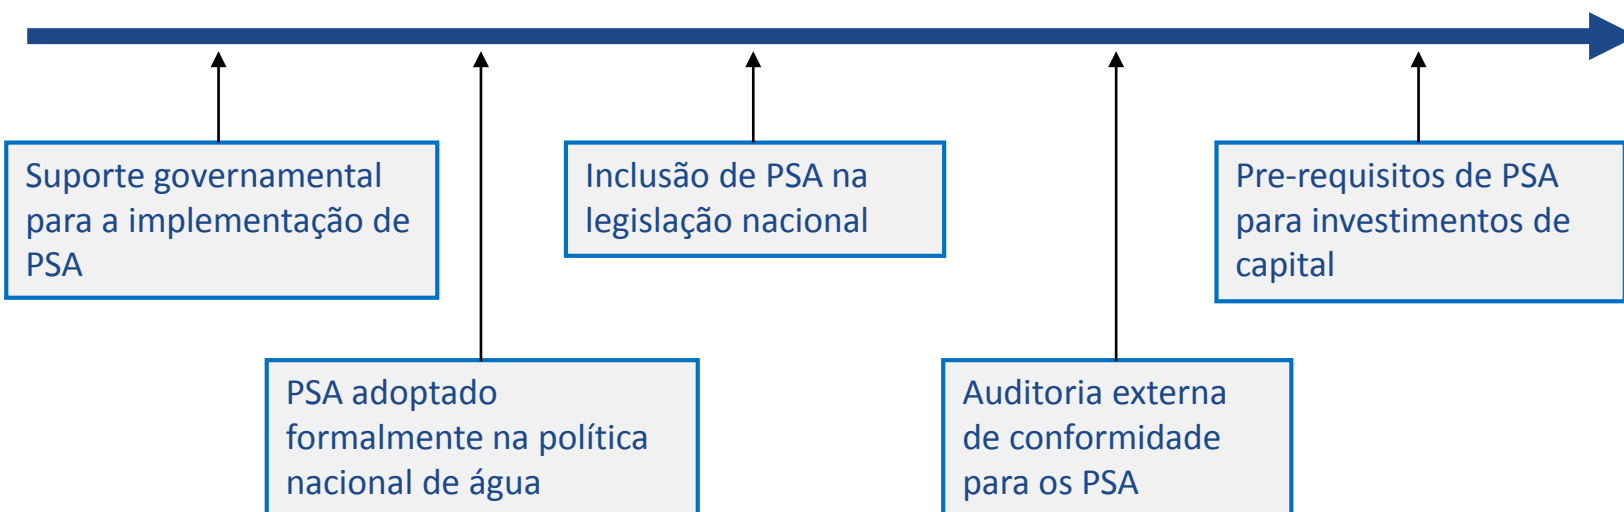 Suporte governamental
para a implementação de
PSA
PSA adoptado
formalmente na política
nacional de água
Inclusão de PSA na
legislação nacional
Auditoria externa
de conformidade
para os PSA
Pre-requisitos de PSA
para investimentos de
capital